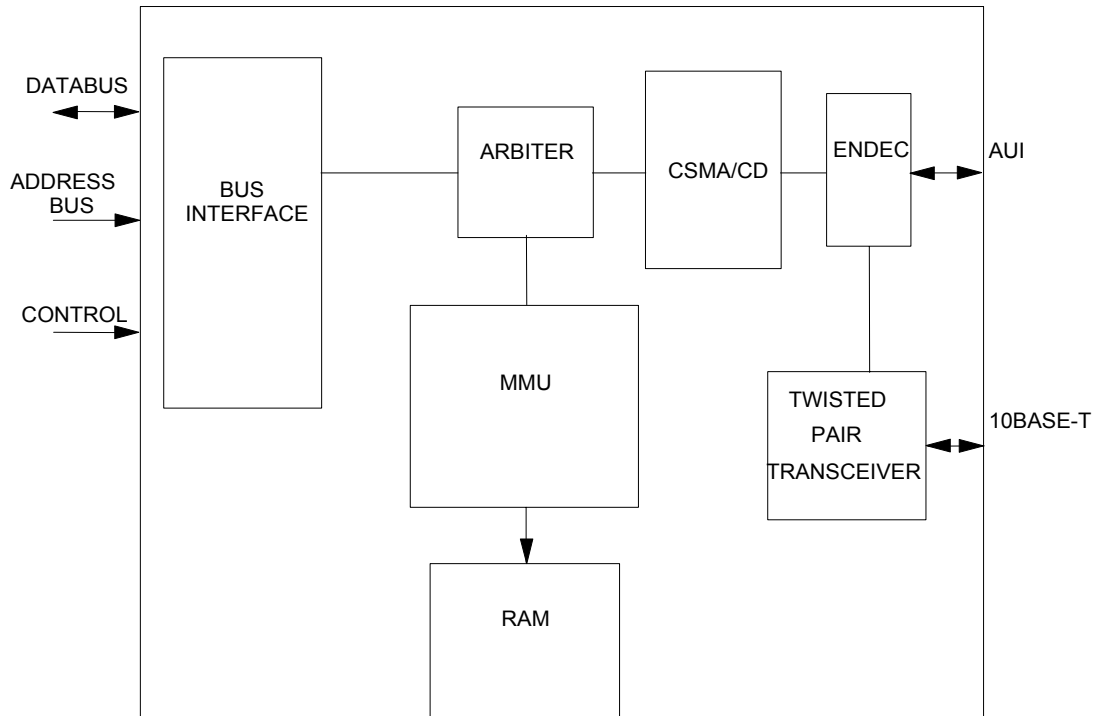 DATABUS
ADDRESS
BUS
CONTROL
BUS
INTERFACE
ARBITER
CSMA/CD
ENDEC
AUI
MMU
TWISTED
PAIR
TRANSCEIVER
10BASE-T
RAM